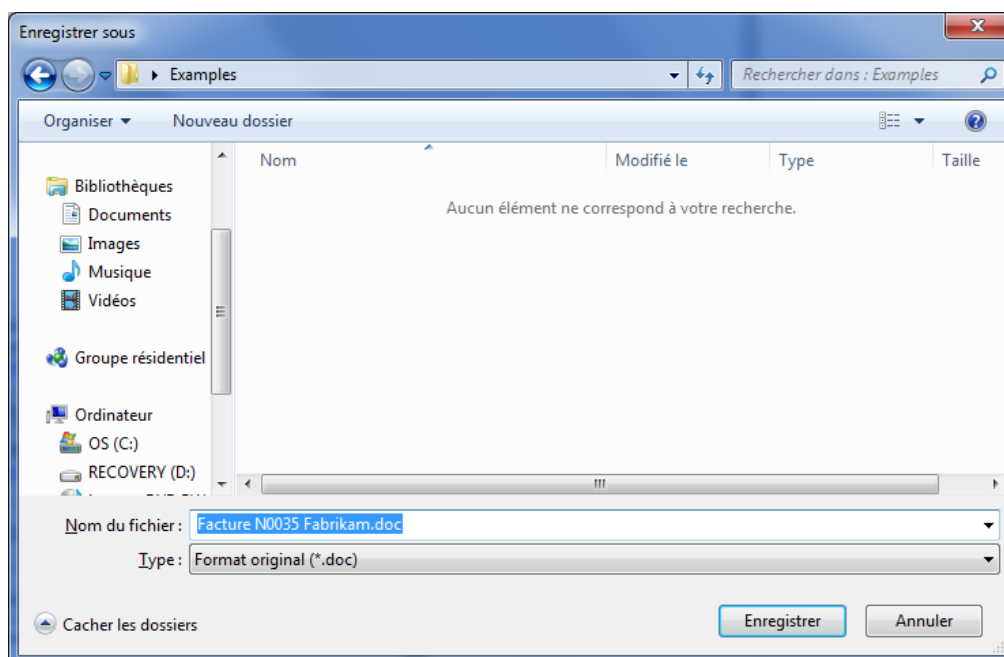 Enregistrer sous
Examples
Rechercher dans : Examples
Organiser
Nouveau dossier
Nom
Modifié le
Type
Taille
Aucun élément ne correspond à votre recherche.
Bibliothèques
Documents
Images
Musique
Vidéos
Groupe résidentiel
Ordinateur
OS (C:)
RECOVERY (D:)
Nom du fichier : Facture N0035 Fabrikam.doc
Type : Format original (*.doc)
Cacher les dossiers
Enregistrer
Annuler